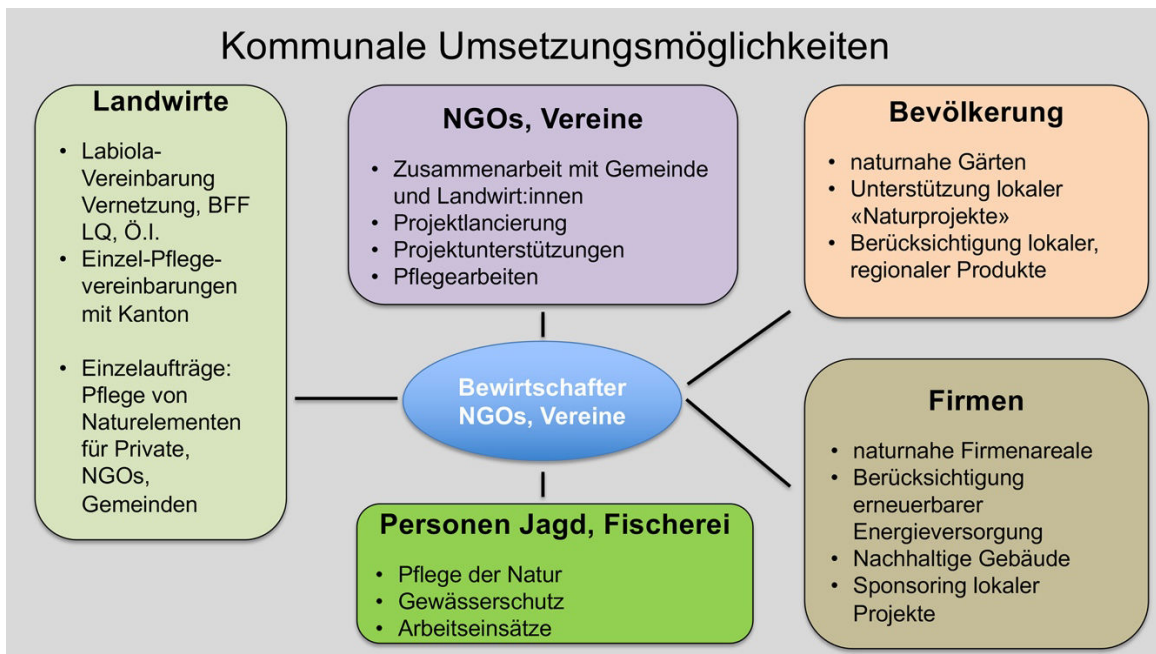 Kommunale Umsetzungsmöglichkeiten
Landwirte
• Labiola-
Vereinbarung
Vernetzung, BFF
LQ, Ö.I.
• Einzel-Pflege-
vereinbarungen
mit Kanton
• Einzelaufträge:
Pflege von
Naturelementen
für Private,
NGOs,
Gemeinden
NGOs, Vereine
• Zusammenarbeit mit Gemeinde
und Landwirt:innen
• Projektlancierung
• Projektunterstützungen
• Pflegearbeiten
Bevölkerung
• naturnahe Gärten
• Unterstützung lokaler
«Naturprojekte»
• Berücksichtigung lokaler,
regionaler Produkte
Bewirtschafter
NGOs, Vereine
Personen Jagd, Fischerei
• Pflege der Natur
• Gewässerschutz
• Arbeitseinsätze
Firmen
• naturnahe Firmenareale
• Berücksichtigung
erneuerbarer
Energieversorgung
• Nachhaltige Gebäude
• Sponsoring lokaler
Projekte